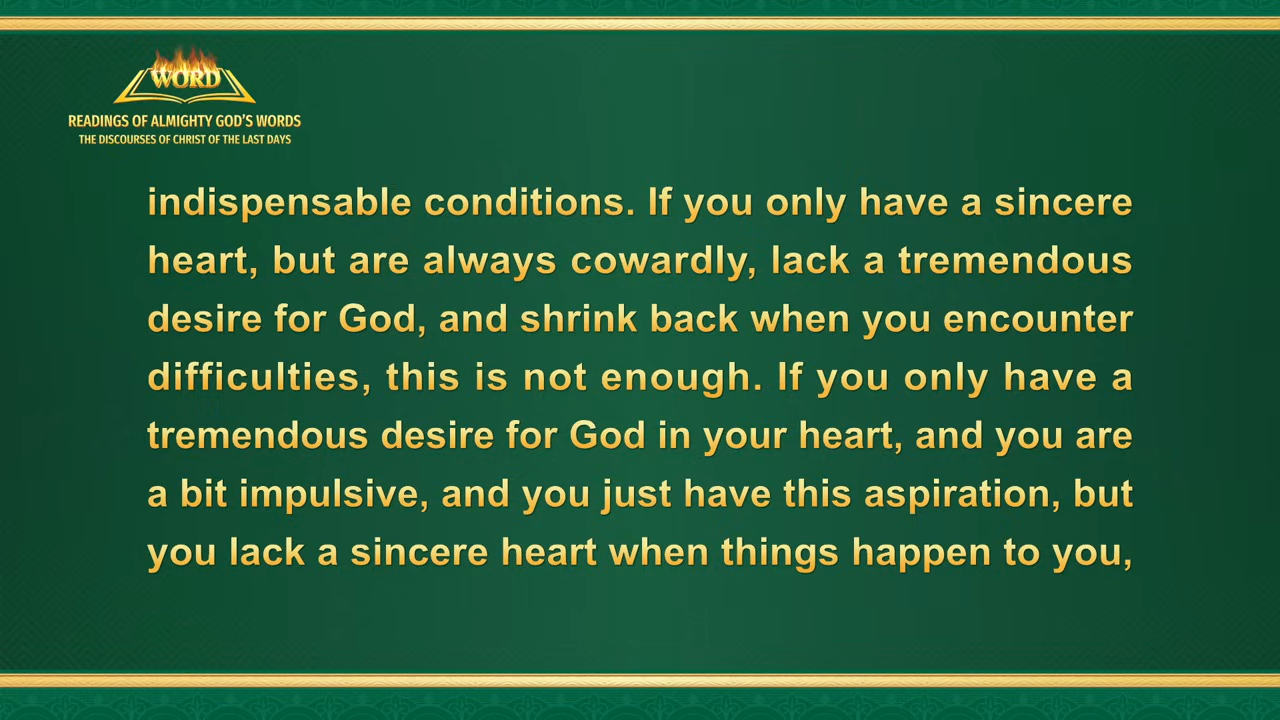 WORD
READINGS OF ALMIGHTY GOD'S WORDS
THE DISCOURSES OF CHRIST OF THE LAST DAYS
indispensable conditions. If you only have a sincere
heart, but are always cowardly, lack a tremendous
desire for God, and shrink back when you encounter
difficulties, this is not enough. If you only have a
tremendous desire for God in your heart, and you are
a bit impulsive, and you just have this aspiration, but
you lack a sincere heart when things happen to you,